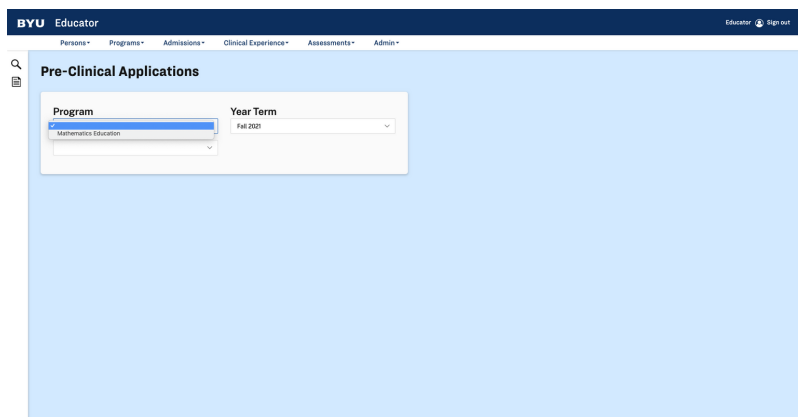 BYU Educator
Educator Sign out
Persons Programs Admissions Clinical Experience Assessments Admin
Pre-Clinical Applications
Program Year Term
Fall 2021
Mathematics Education